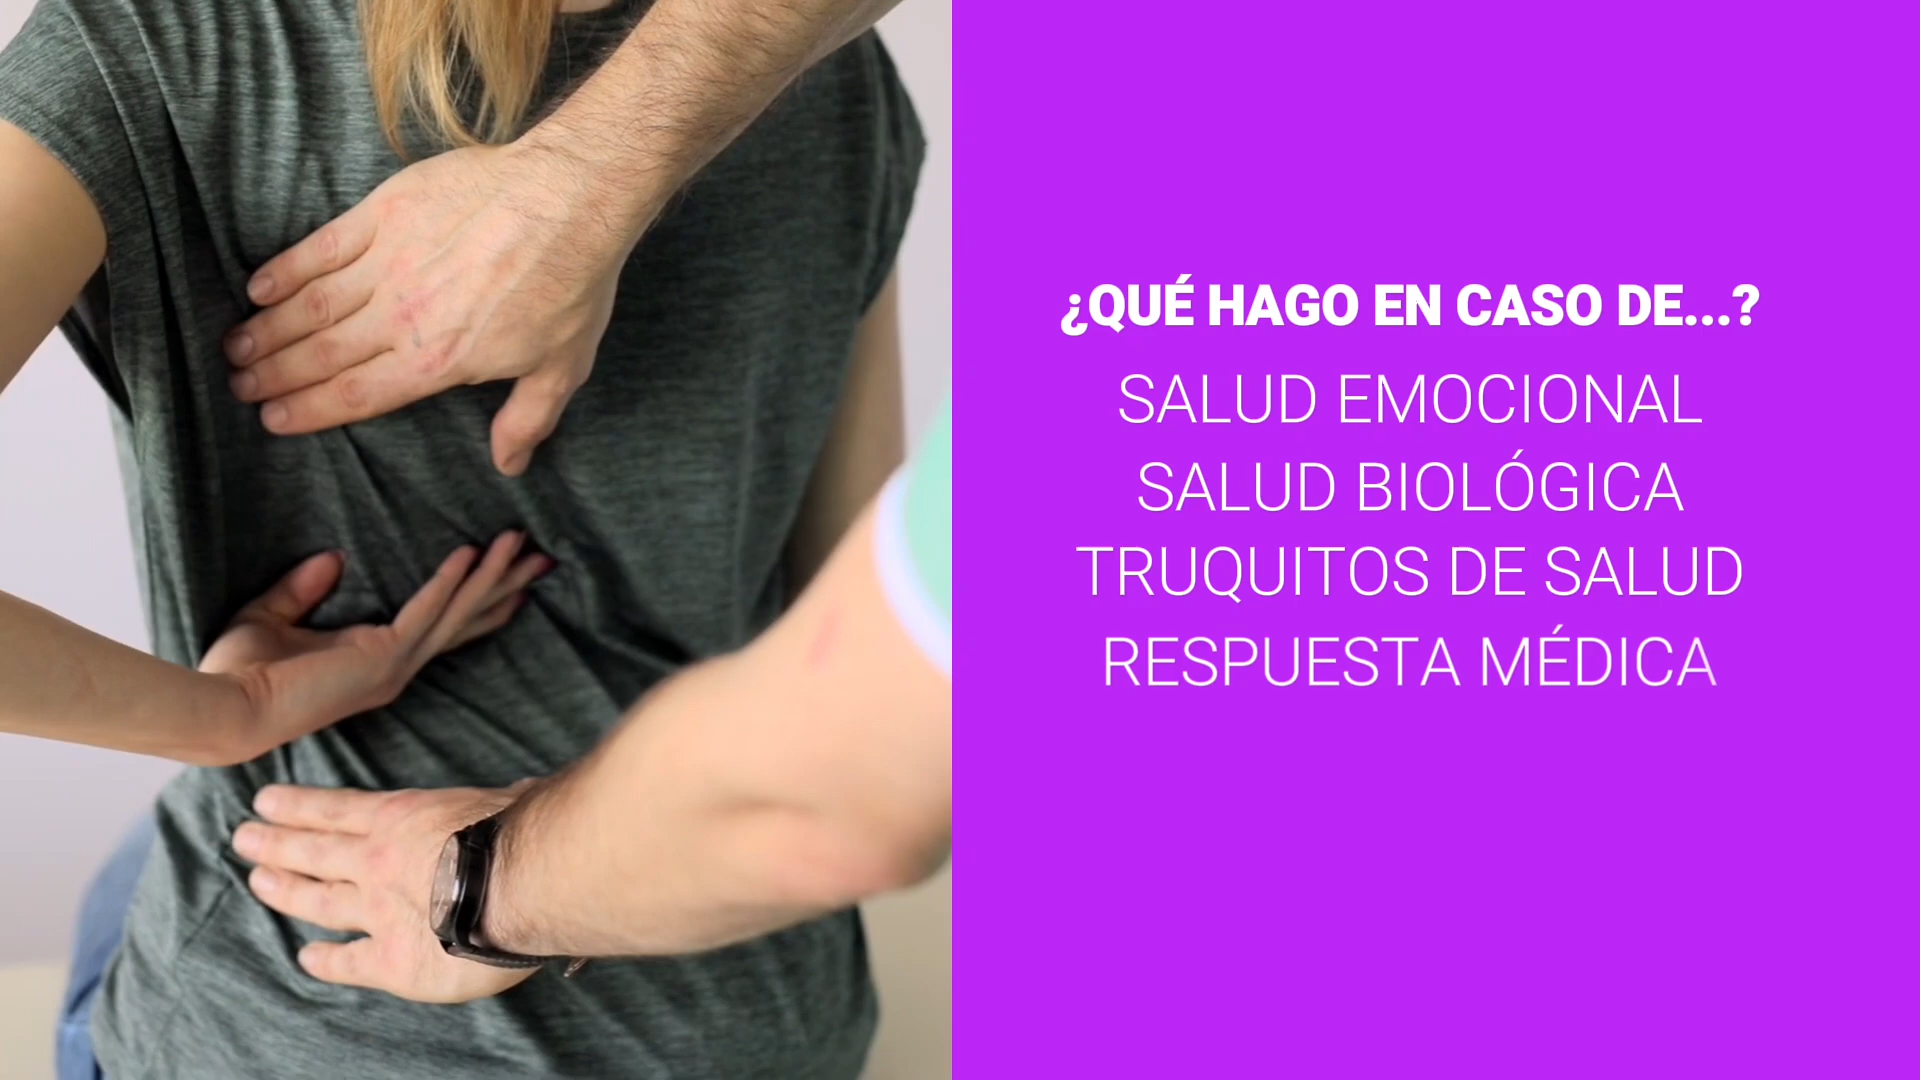 ¿QUÉ HAGO EN CASO DE...?
SALUD EMOCIONAL
SALUD BIOLÓGICA
TRUQUITOS DE SALUD
RESPUESTA MÉDICA